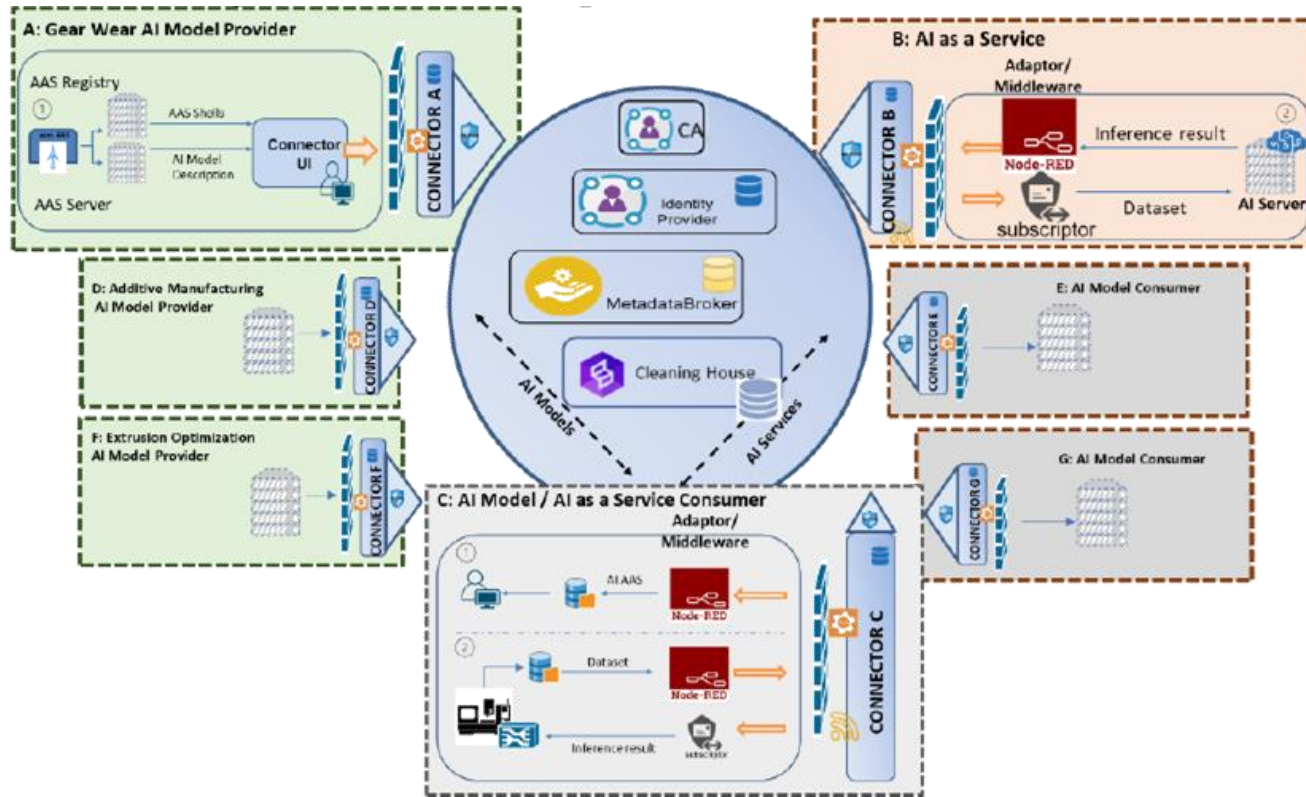 A: Gear Wear AI Model Provider
AAS Registry
1
AAS Shells
AI Model
Description
Connector
UI
AAS Server
CONNECTOR A
B: AI as a Service
Adaptor/
Middleware
CONNECTOR B
Node-RED
Inference result
2
subscriptor
Dataset
AI Server
CA
Identity
Provider
MetadataBroker
Cleaning House
AI Models
AI Services
D: Additive Manufacturing
AI Model Provider
CONNECTOR D
E: AI Model Consumer
CONNECTOR E
F: Extrusion Optimization
AI Model Provider
CONNECTOR F
G: AI Model Consumer
CONNECTOR G
C: AI Model / AI as a Service Consumer
Adaptor/
Middleware
1
AI AAS
Node-RED
2
Dataset
Node-RED
Inference result
subscriptor
CONNECTOR C